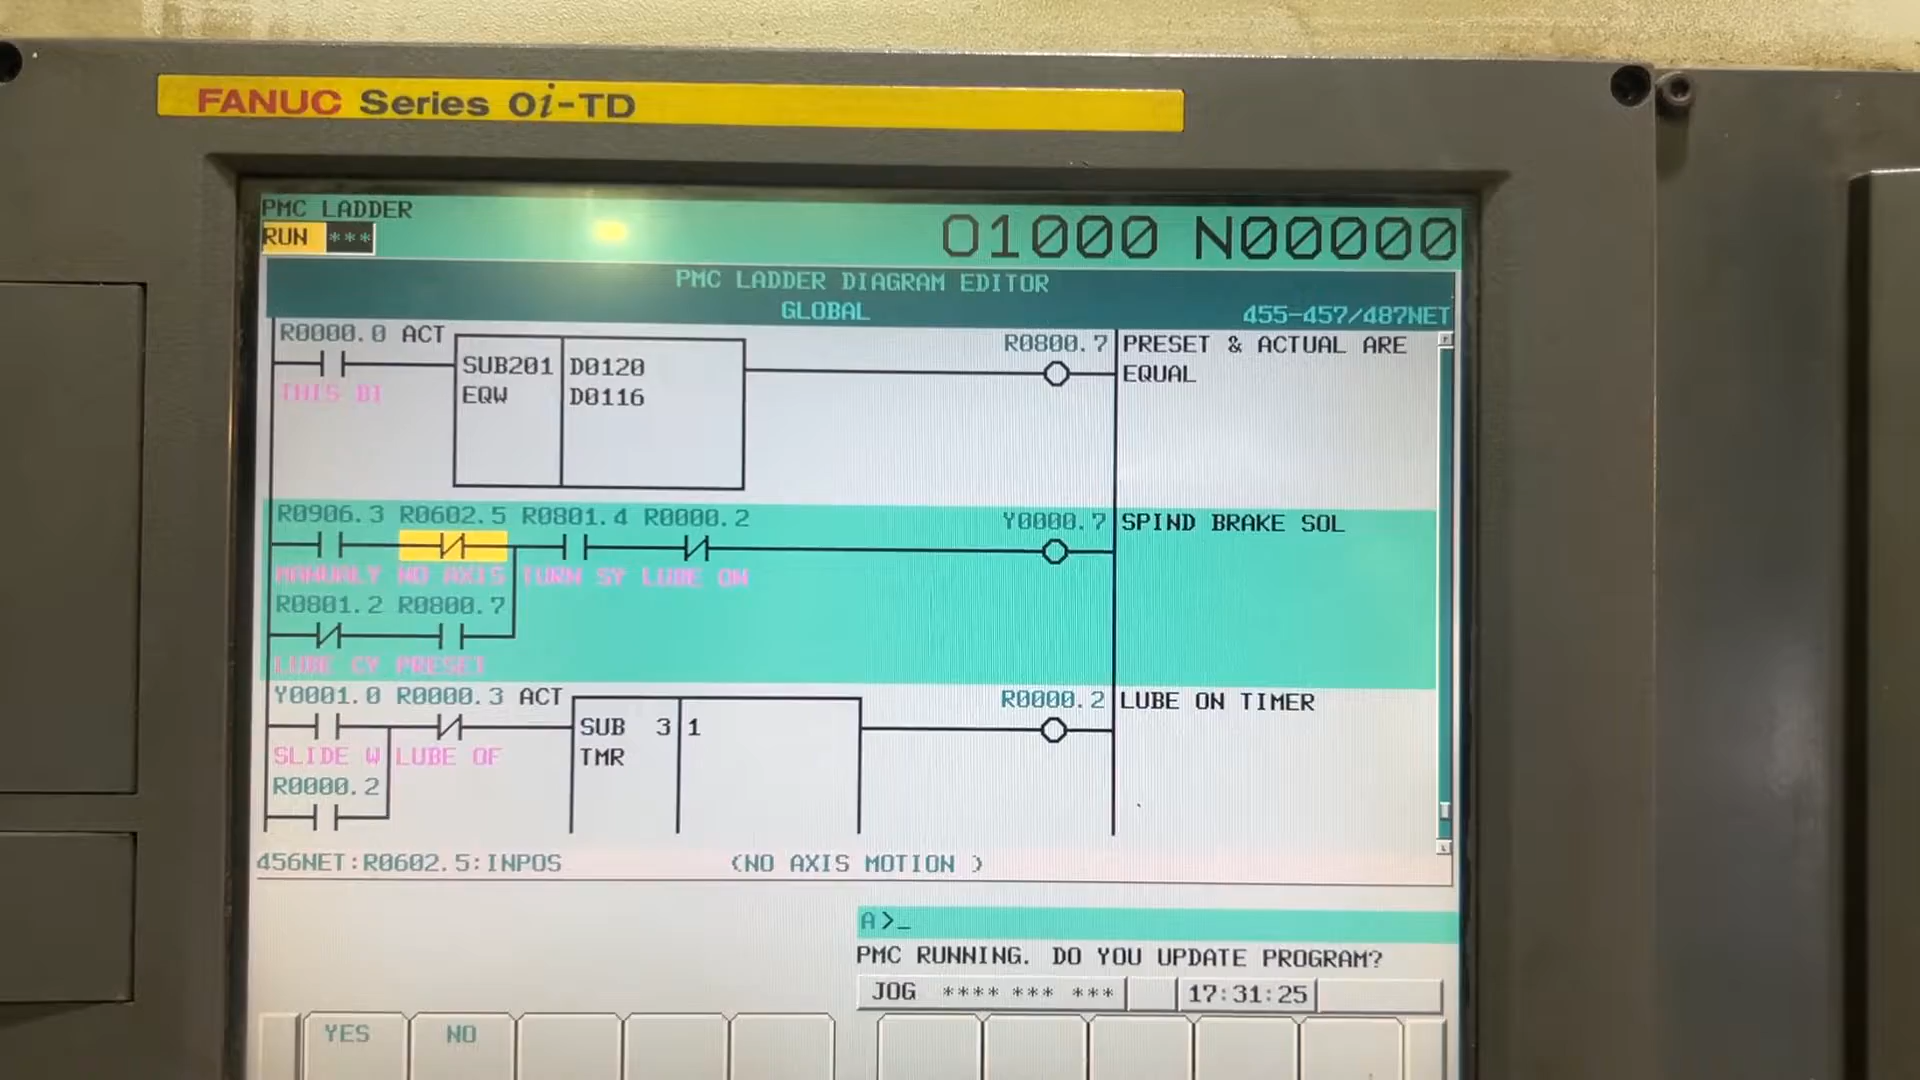 FANUC Series 0i-TD
PMC LADDER
RUN ***
O1000 N00000
PMC LADDER DIAGRAM EDITOR
GLOBAL
455-457/487NET
R0000.0 ACT
SUB201 D0120
EQW D0116
R0800.7 PRESET & ACTUAL ARE
EQUAL
THIS BI
R0906.3 R0602.5 R0801.4 R0000.2
Y0000.7 SPIND BRAKE SOL
MANUALY NO AXIS TURN SY LUBE ON
R0801.2 R0800.7
LUBE CY PRESET
Y0001.0 R0000.3 ACT
SUB 3 1
TMR
R0000.2 LUBE ON TIMER
SLIDE W LUBE OF
R0000.2
456NET:R0602.5:INPOS (NO AXIS MOTION )
A>_
PMC RUNNING. DO YOU UPDATE PROGRAM?
JOG **** *** *** 17:31:25
YES NO